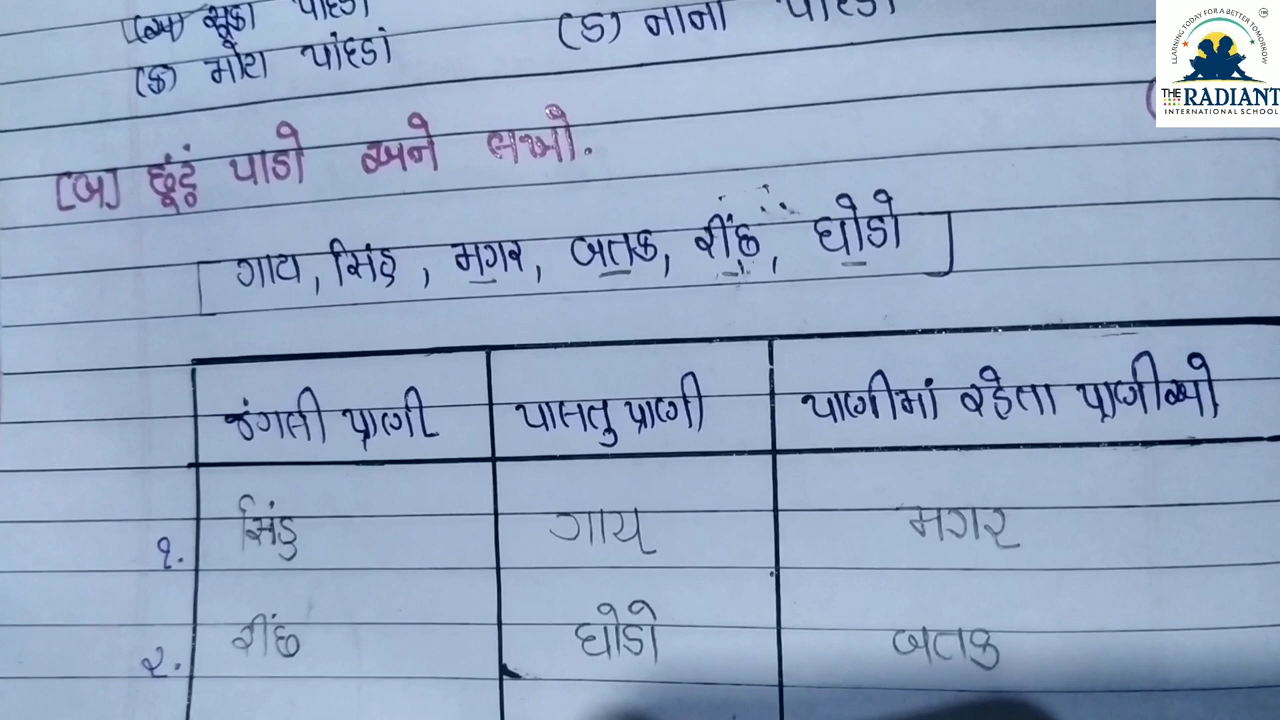 (અ) સૂકા પાંદડાં
(ક) મોટા પાંદડાં (ડ) નાના પાંદડાં
(બ) છૂટું પાડો અને લખો.
ગાય, સિંહ, મગર, બતક, રીંછ, ઘોડો
જંગલી પ્રાણી પાલતુ પ્રાણી પાણીમાં રહેતા પ્રાણીઓ
૧. સિંહ ગાય મગર
૨. રીંછ ઘોડો બતક
LEARNING TODAY FOR A BETTER TOMORROW
THE RADIANT
INTERNATIONAL SCHOOL